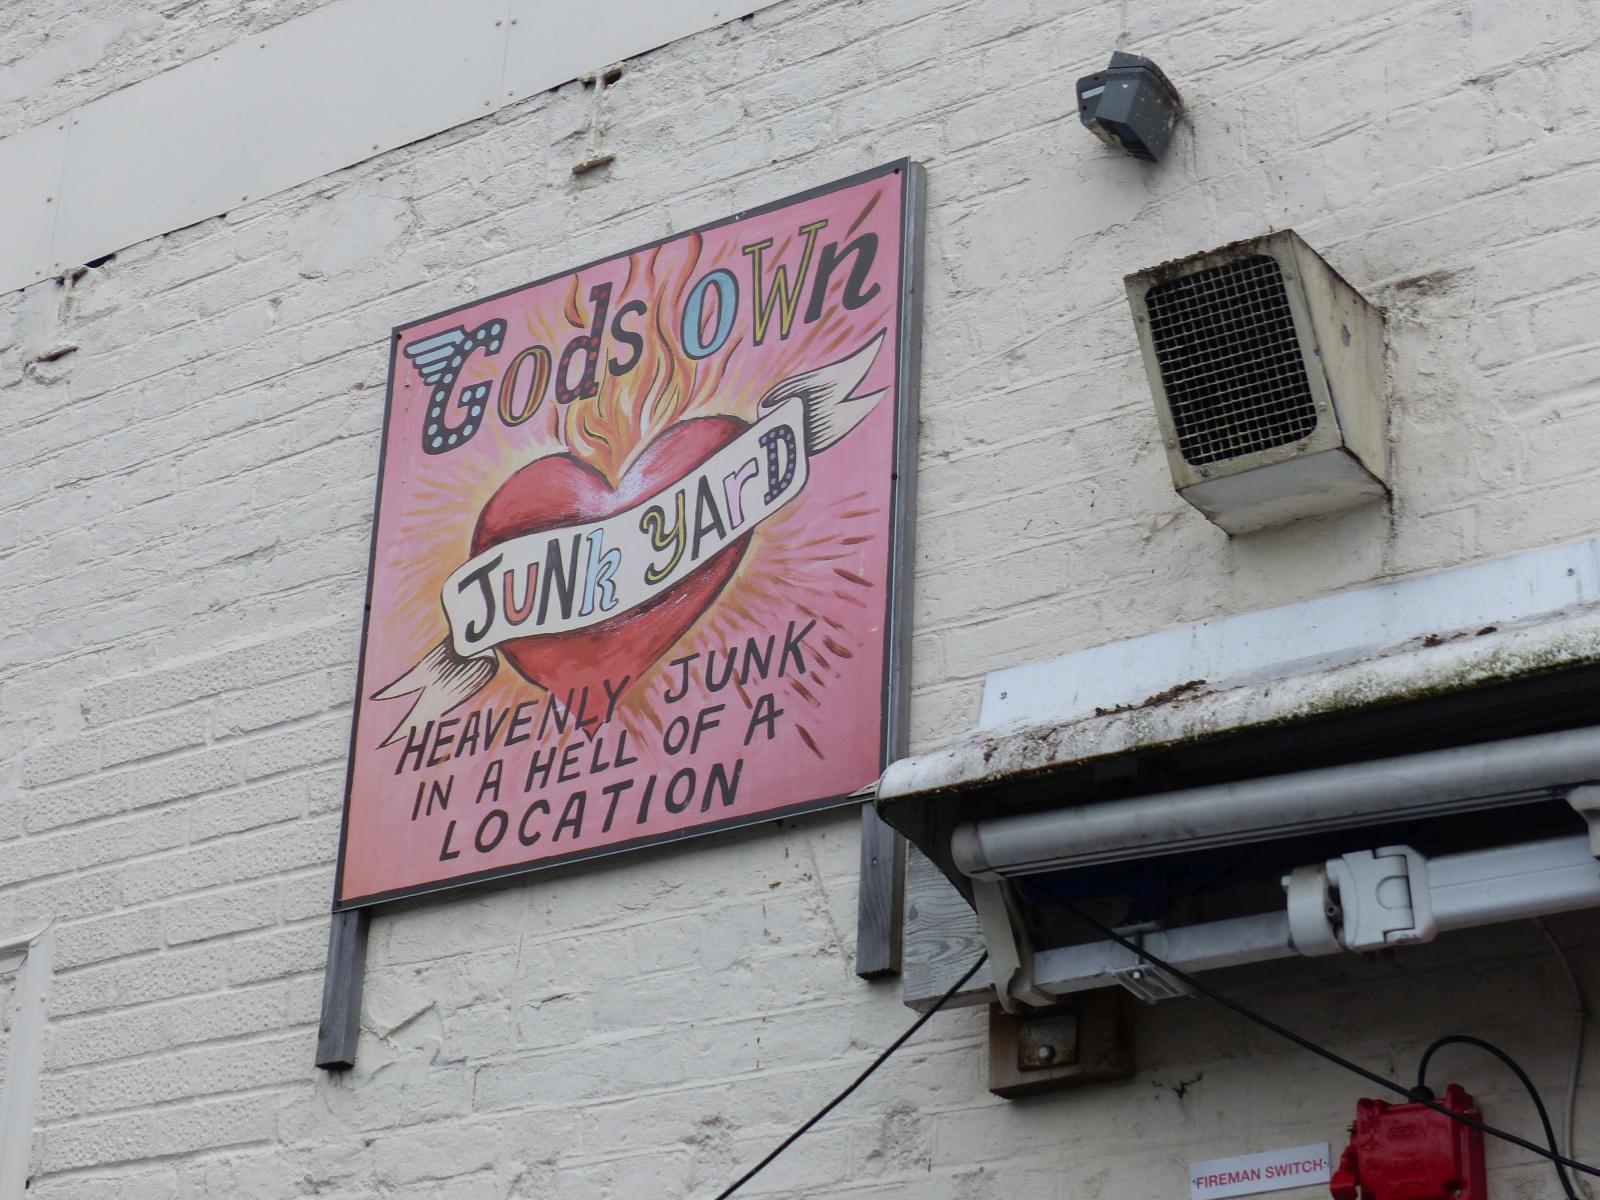 Gods own
JUNk yArD
HEAVENLY JUNK
IN A HELL OF A
LOCATION
FIREMAN SWITCH